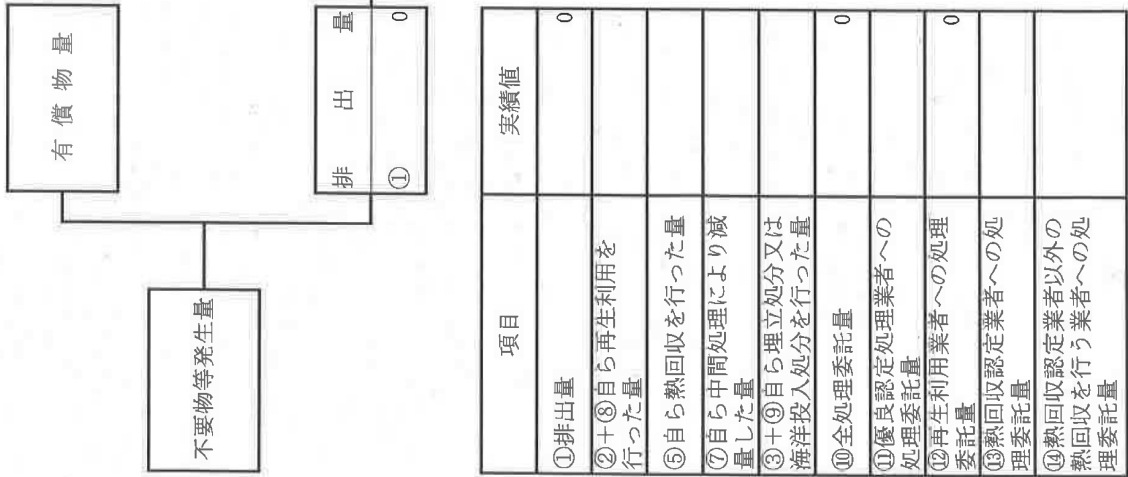 有償物量
不要物等発生量
排出量
① 0
項目 実績値
①排出量 0
②+⑧自ら再生利用を
行った量
⑤自ら熱回収を行った量
⑦自ら中間処理により減
量した量
③+⑨自ら埋立処分又は
海洋投入処分を行った量
⑩全処理委託量 0
⑪優良認定処理業者への
処理委託量
⑫再生利用業者への処理
委託量 0
⑬熱回収認定業者への処
理委託量
⑭熱回収認定業者以外の
熱回収を行う業者への処
理委託量